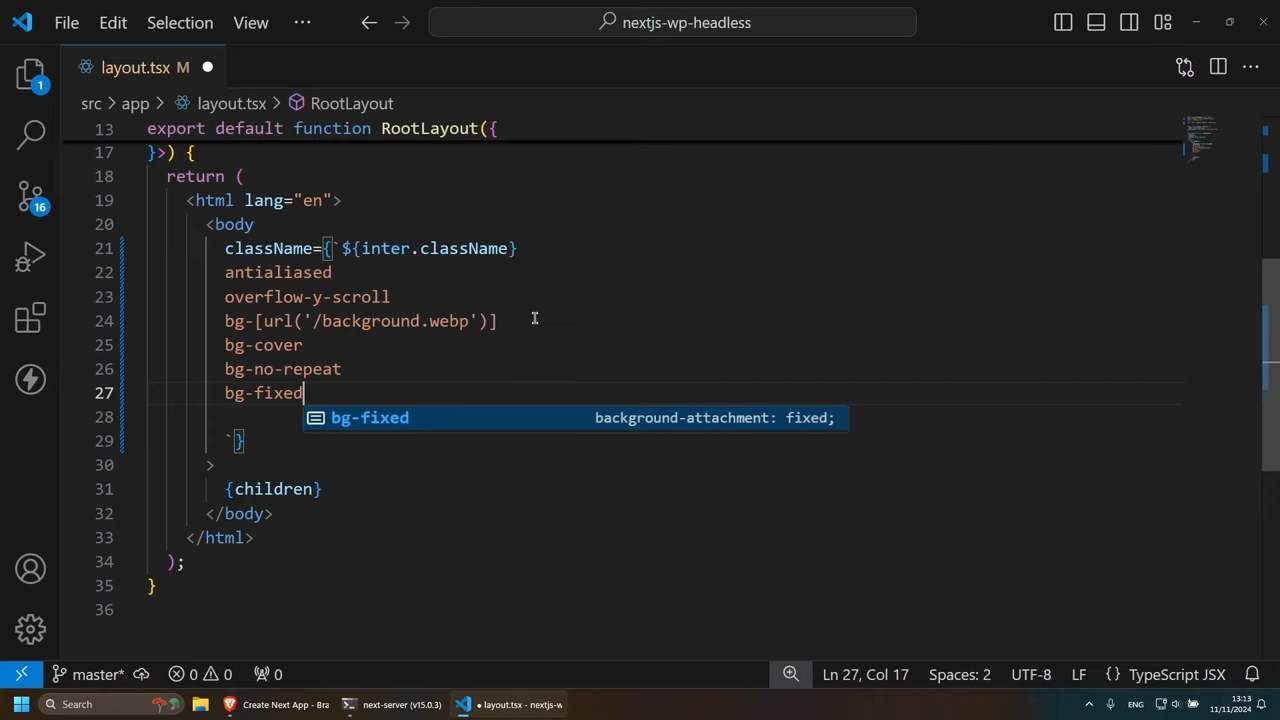 File Edit Selection View ··· nextjs-wp-headless
layout.tsx M
src > app > layout.tsx > RootLayout
13 export default function RootLayout({
17 }>) {
18 return (
19 <html lang="en">
20 <body
21 className={`${inter.className}
22 antialiased
23 overflow-y-scroll
24 bg-[url('/background.webp')]
25 bg-cover
26 bg-no-repeat
27 bg-fixed
28 bg-fixed background-attachment: fixed;
29 `}
30 >
31 {children}
32 </body>
33 </html>
34 );
35 }
36
1
16
master* 0 0 0 Ln 27, Col 17 Spaces: 2 UTF-8 LF {} TypeScript JSX
Search Create New App - Bra next-server (v15.0.3) • layout.tsx - nextjs-w ENG 13:13
11/11/2024